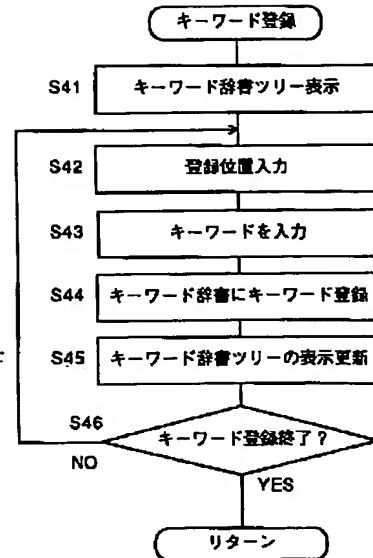 キーワード登録
S41 キーワード辞書ツリー表示
S42 登録位置入力
S43 キーワードを入力
S44 キーワード辞書にキーワード登録
S45 キーワード辞書ツリーの表示更新
S46 キーワード登録終了？
NO
YES
リターン